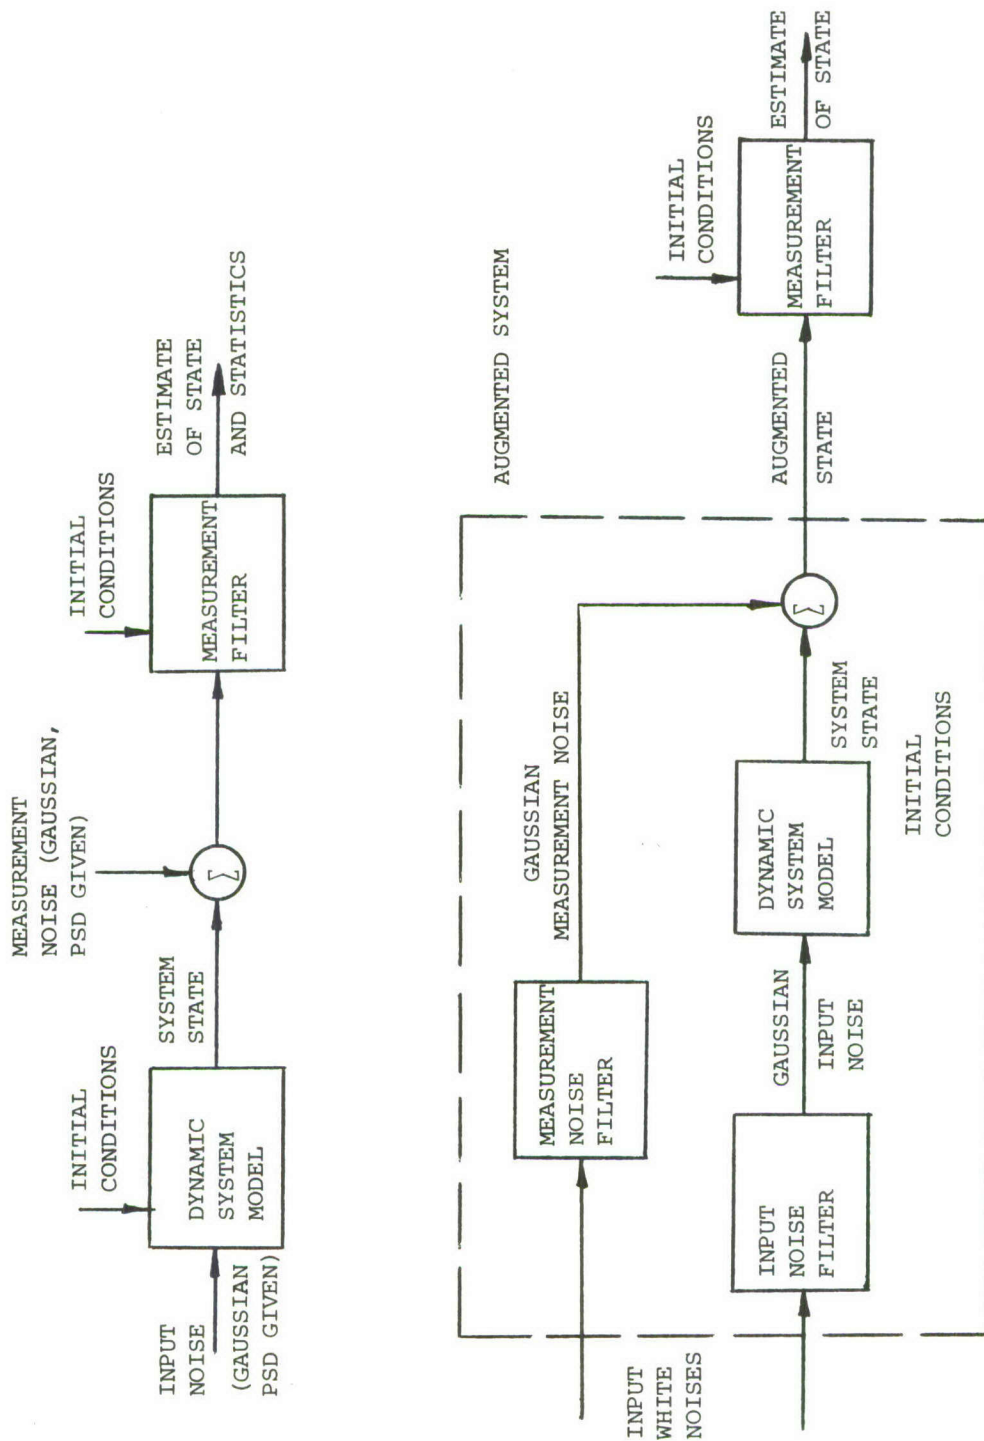 MEASUREMENT
NOISE (GAUSSIAN,
PSD GIVEN)
INITIAL
CONDITIONS
INITIAL
CONDITIONS
INPUT
NOISE
(GAUSSIAN
PSD GIVEN)
DYNAMIC
SYSTEM
MODEL
SYSTEM
STATE
Σ
MEASUREMENT
FILTER
ESTIMATE
OF STATE
AND STATISTICS
AUGMENTED SYSTEM
INPUT
WHITE
NOISES
MEASUREMENT
NOISE
FILTER
GAUSSIAN
MEASUREMENT NOISE
INPUT
NOISE
FILTER
GAUSSIAN
INPUT
NOISE
DYNAMIC
SYSTEM
MODEL
SYSTEM
STATE
Σ
INITIAL
CONDITIONS
AUGMENTED
STATE
INITIAL
CONDITIONS
MEASUREMENT
FILTER
ESTIMATE
OF STATE